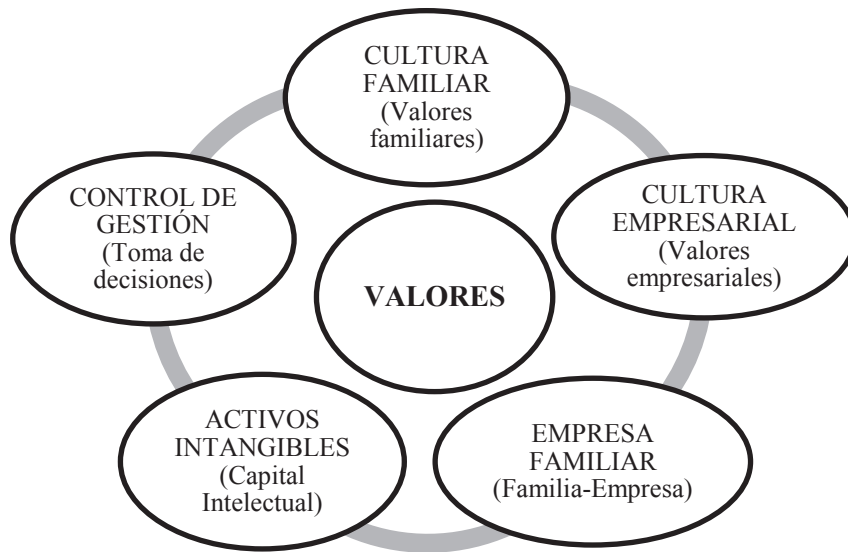 CULTURA
FAMILIAR
(Valores
familiares)
CONTROL DE
GESTIÓN
(Toma de
decisiones)
CULTURA
EMPRESARIAL
(Valores
empresariales)
VALORES
ACTIVOS
INTANGIBLES
(Capital
Intelectual)
EMPRESA
FAMILIAR
(Familia-Empresa)